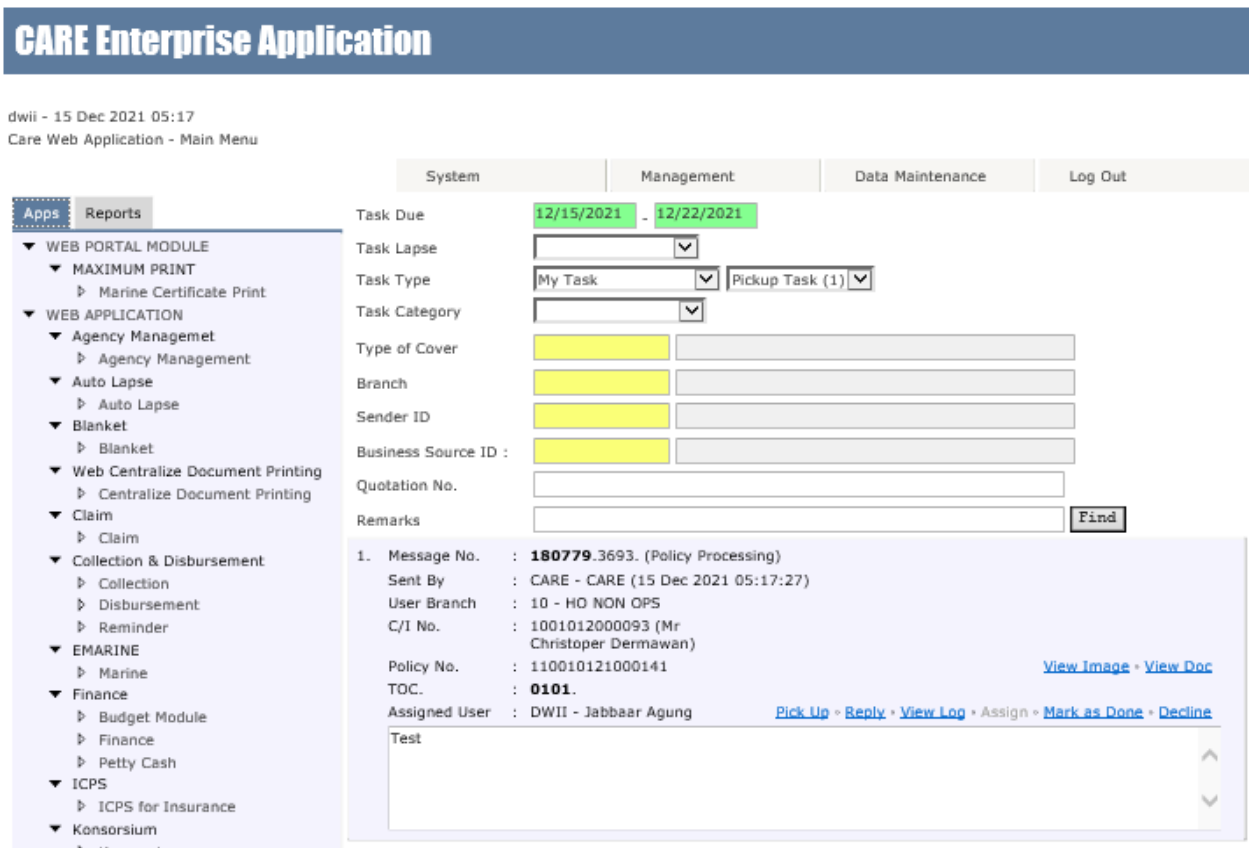 CARE Enterprise Application
dwii - 15 Dec 2021 05:17
Care Web Application - Main Menu
System Management Data Maintenance Log Out
Apps Reports
WEB PORTAL MODULE
MAXIMUM PRINT
Marine Certificate Print
WEB APPLICATION
Agency Managemet
Agency Management
Auto Lapse
Auto Lapse
Blanket
Blanket
Web Centralize Document Printing
Centralize Document Printing
Claim
Claim
Collection & Disbursement
Collection
Disbursement
Reminder
EMARINE
Marine
Finance
Budget Module
Finance
Petty Cash
ICPS
ICPS for Insurance
Konsorsium
Task Due 12/15/2021 - 12/22/2021
Task Lapse
Task Type My Task Pickup Task (1)
Task Category
Type of Cover
Branch
Sender ID
Business Source ID :
Quotation No.
Remarks Find
1. Message No. : 180779.3693. (Policy Processing)
Sent By : CARE - CARE (15 Dec 2021 05:17:27)
User Branch : 10 - HO NON OPS
C/I No. : 1001012000093 (Mr
Christoper Dermawan)
Policy No. : 110010121000141 View Image • View Doc
TOC. : 0101.
Assigned User : DWII - Jabbaar Agung Pick Up • Reply • View Log • Assign • Mark as Done • Decline
Test